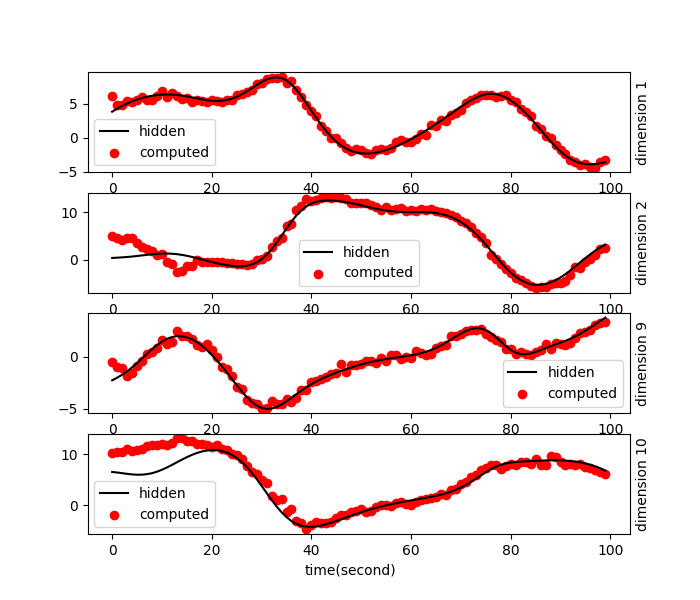 5
0
−5
hidden
computed
dimension 1
0 20 40 60 80 100
10
0
hidden
computed
dimension 2
0 20 40 60 80 100
0
−5
hidden
computed
dimension 9
0 20 40 60 80 100
10
0
hidden
computed
dimension 10
0 20 40 60 80 100
time(second)